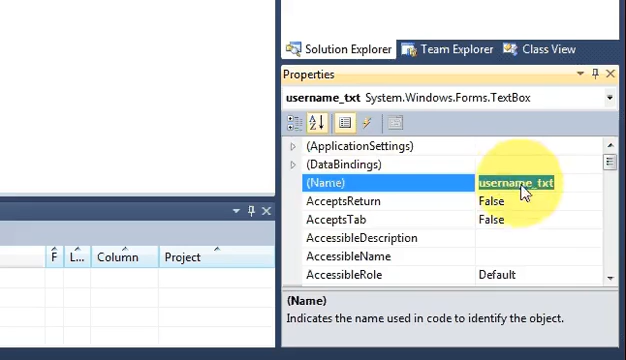 Solution Explorer Team Explorer Class View
Properties
username_txt System.Windows.Forms.TextBox
(ApplicationSettings)
(DataBindings)
(Name) username_txt
AcceptsReturn False
AcceptsTab False
AccessibleDescription
AccessibleName
AccessibleRole Default
(Name)
Indicates the name used in code to identify the object.
F L... Column Project